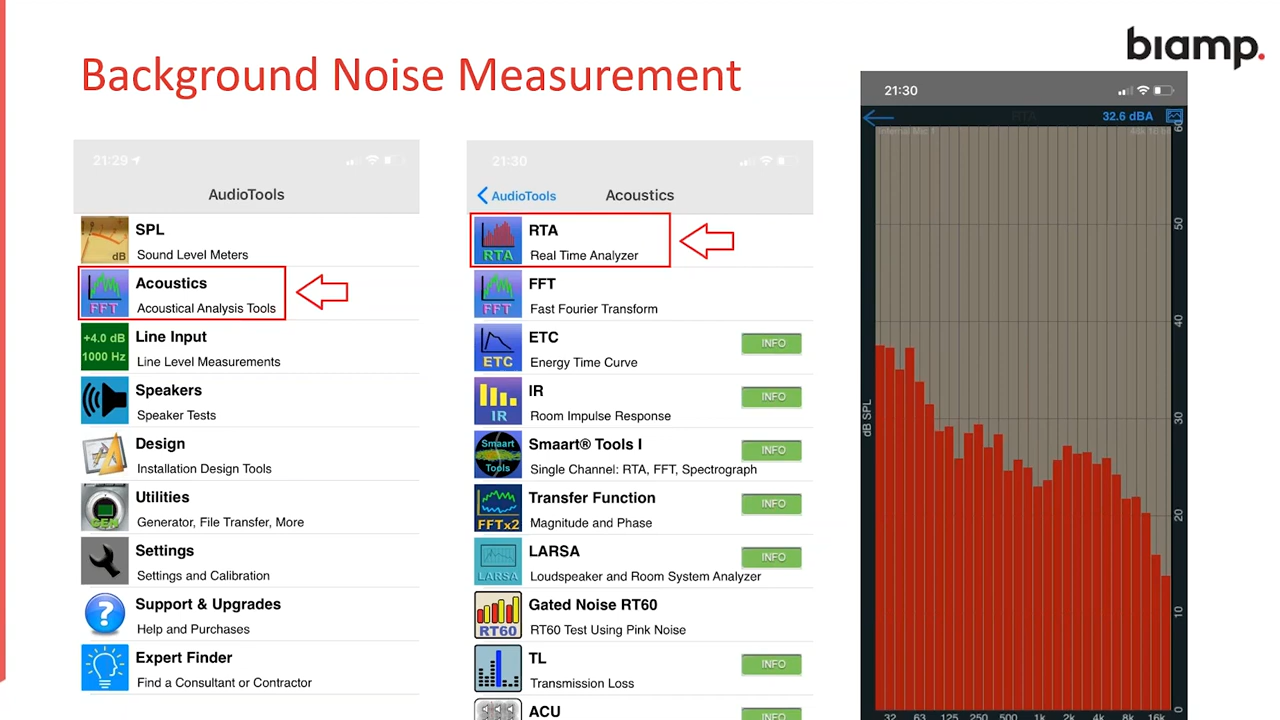 Background Noise Measurement
biamp.
21:29
AudioTools
SPL
Sound Level Meters
dB
Acoustics
Acoustical Analysis Tools
FFT
+4.0 dB
1000 Hz
Line Input
Line Level Measurements
Speakers
Speaker Tests
Design
Installation Design Tools
Utilities
Generator, File Transfer, More
GEN
Settings
Settings and Calibration
Support & Upgrades
Help and Purchases
Expert Finder
Find a Consultant or Contractor
21:30
AudioTools
Acoustics
RTA
Real Time Analyzer
RTA
FFT
Fast Fourier Transform
FFT
ETC
Energy Time Curve
ETC
INFO
IR
Room Impulse Response
IR
INFO
Smaart® Tools I
Single Channel: RTA, FFT, Spectrograph
Smaart
Tools
INFO
Transfer Function
Magnitude and Phase
FFTx2
INFO
LARSA
Loudspeaker and Room System Analyzer
LARSA
INFO
Gated Noise RT60
RT60 Test Using Pink Noise
RT60
TL
Transmission Loss
INFO
ACU
INFO
21:30
RTA
32.6 dBA
Internal Mic 1
60
50
40
30
20
10
0
dB SPL
32 63 125 250 500 1k 2k 4k 8k 16k